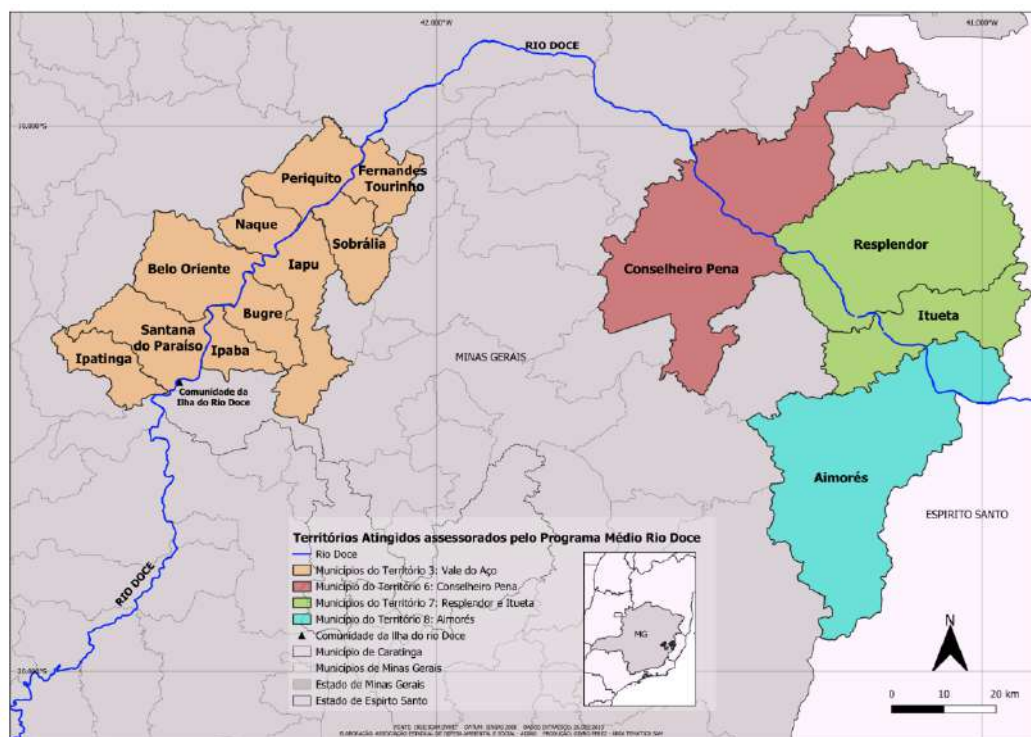 42.000°W
41.000°W
RIO DOCE
Fernandes
Tourinho
Periquito
Naque
Sobrália
Iapu
Belo Oriente
Bugre
Santana
do Paraíso
Ipaba
Ipatinga
Comunidade da
Ilha do Rio Doce
MINAS GERAIS
Conselheiro Pena
Resplendor
Itueta
Aimorés
ESPIRITO SANTO
RIO DOCE
20.000°S
Territórios Atingidos assessorados pelo Programa Médio Rio Doce
Rio Doce
Municípios do Território 3: Vale do Aço
Município do Território 6: Conselheiro Pena
Municípios do Território 7: Resplendor e Itueta
Município do Território 8: Aimorés
Comunidade da Ilha do rio Doce
Município de Caratinga
Municípios de Minas Gerais
Estado de Minas Gerais
Estado de Espirto Santo
MG
N
0 10 20 km